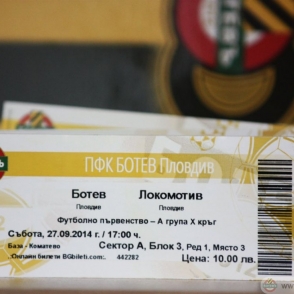 ПФК БОТЕВ Пловдив
Ботев Локомотив
Пловдив Пловдив
Футболно първенство – А група X кръг
Събота, 27.09.2014 г. / 17:00 ч.
База - Коматево Сектор А, Блок 3, Ред 1, Място 3
Онлайн билети BGbileti.com: 442282 Цена: 10.00 лв.